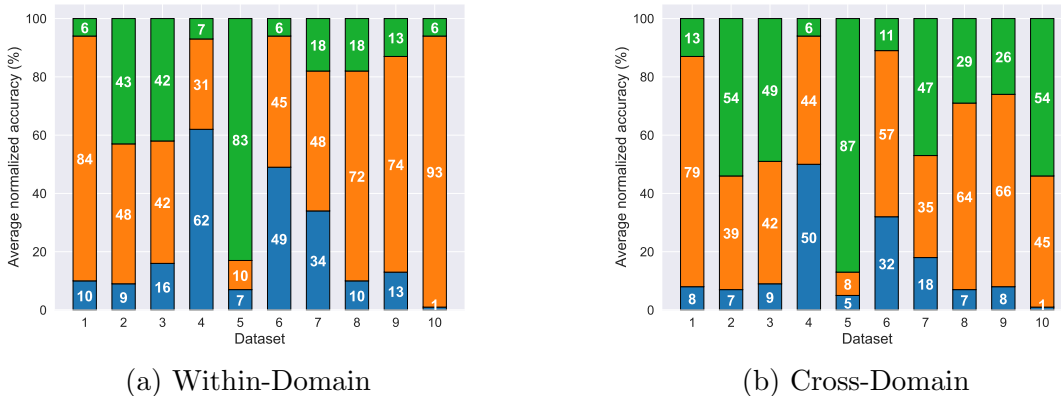 100
80
60
40
20
0
Average normalized accuracy (%)
6 43 42 7 83 6 18 18 13 6
84 48 42 31 10 45 48 72 74 93
10 9 16 62 7 49 34 10 13 1
1 2 3 4 5 6 7 8 9 10
Dataset
(a) Within-Domain
100
80
60
40
20
0
Average normalized accuracy (%)
13 54 49 6 87 11 47 29 26 54
79 39 42 44 8 57 35 64 66 45
8 7 9 50 5 32 18 7 8 1
1 2 3 4 5 6 7 8 9 10
Dataset
(b) Cross-Domain